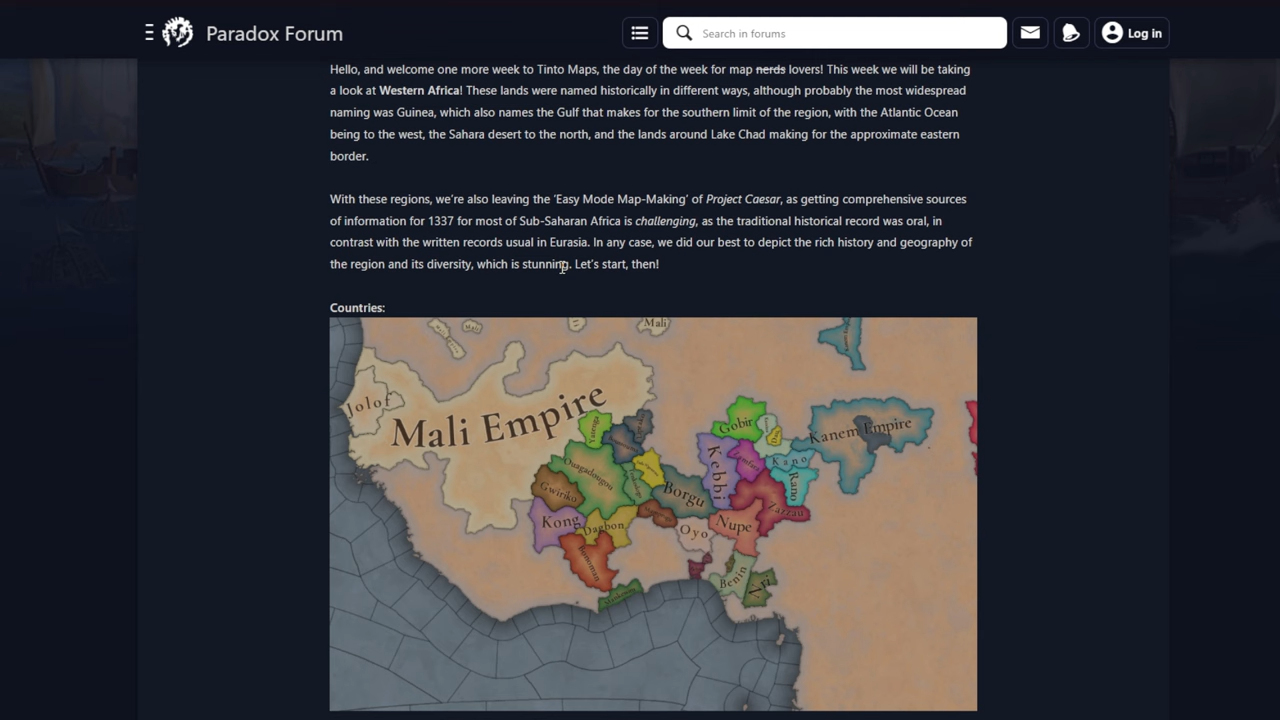 Paradox Forum
Search in forums
Log in
Hello, and welcome one more week to Tinto Maps, the day of the week for map nerds lovers! This week we will be taking
a look at Western Africa! These lands were named historically in different ways, although probably the most widespread
naming was Guinea, which also names the Gulf that makes for the southern limit of the region, with the Atlantic Ocean
being to the west, the Sahara desert to the north, and the lands around Lake Chad making for the approximate eastern
border.
With these regions, we’re also leaving the ‘Easy Mode Map-Making’ of Project Caesar, as getting comprehensive sources
of information for 1337 for most of Sub-Saharan Africa is challenging, as the traditional historical record was oral, in
contrast with the written records usual in Eurasia. In any case, we did our best to depict the rich history and geography of
the region and its diversity, which is stunning. Let’s start, then!
Countries:
Mali
Jolof
Mali Empire
Gobir
Kanem Empire
Kebbi
Kano
Rano
Ouagadougou
Gwiriko
Borgu
Zazzau
Kong
Dagbon
Oyo
Nupe
Bonoman
Benin
Nri